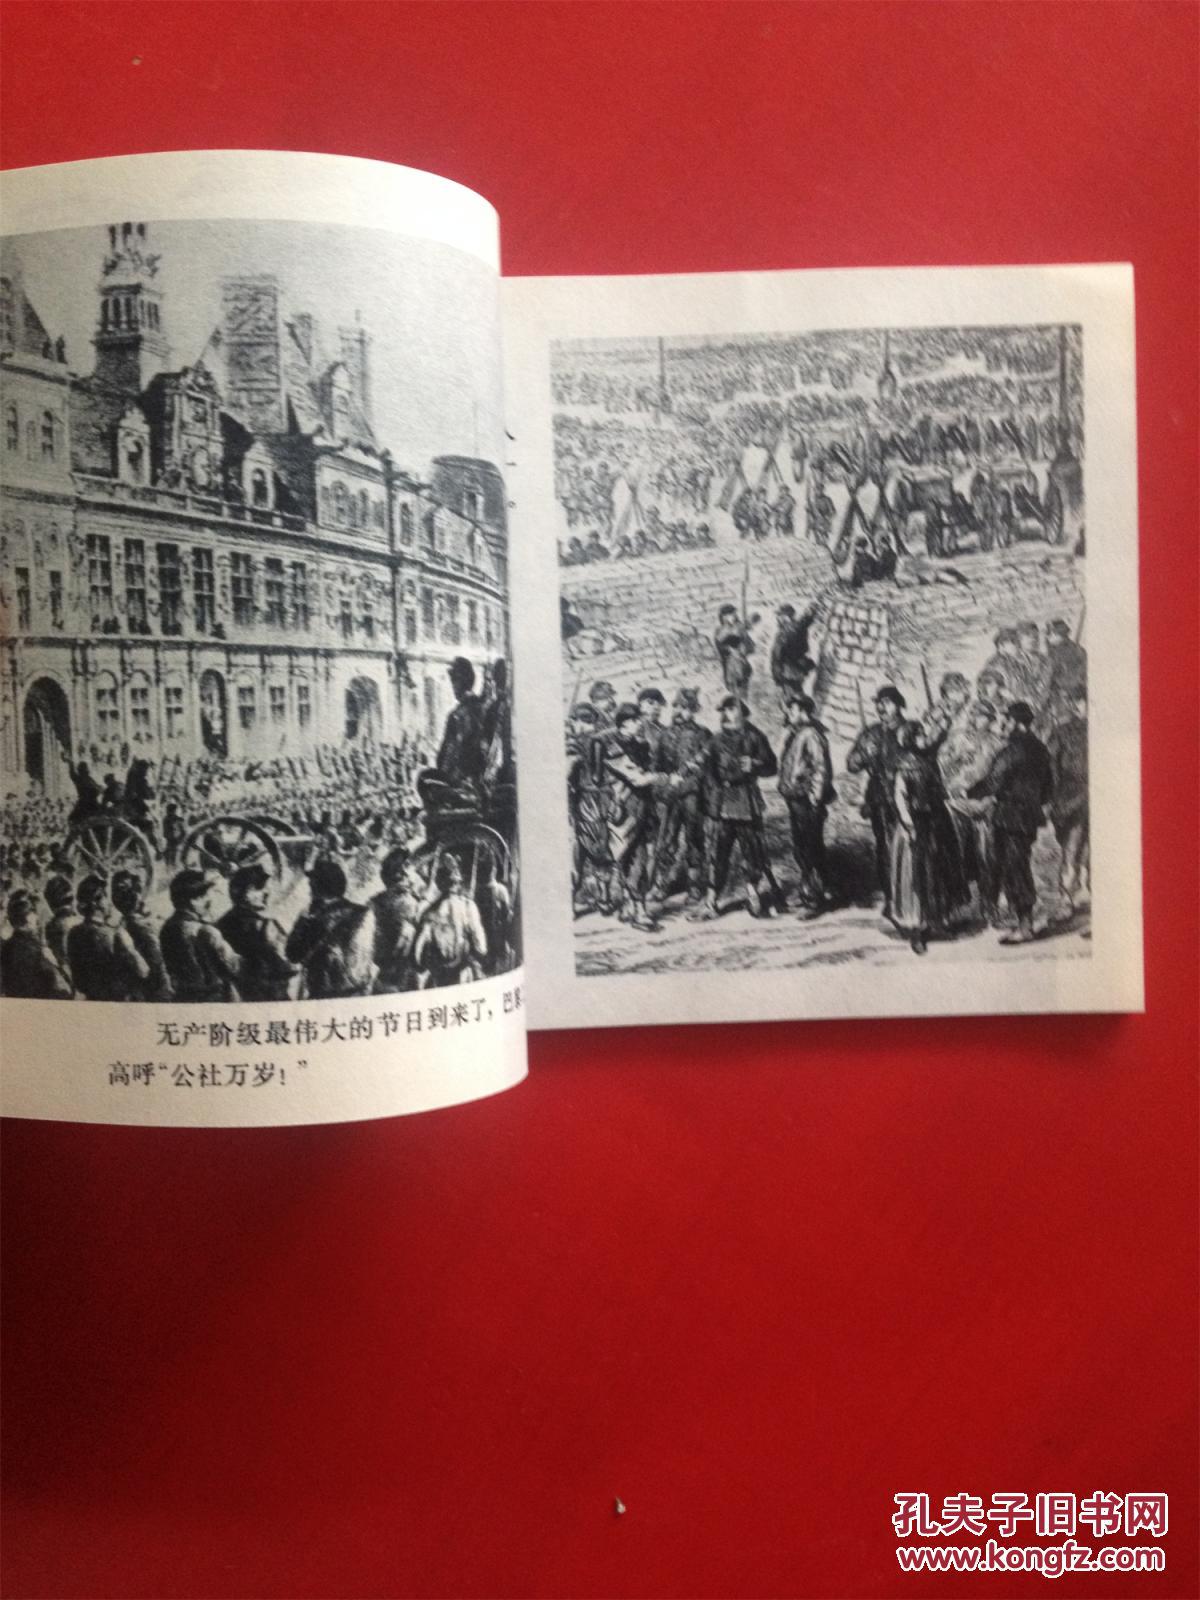 无产阶级最伟大的节日到来了，巴
高呼“公社万岁！”
孔夫子旧书网
www.kongfz.com